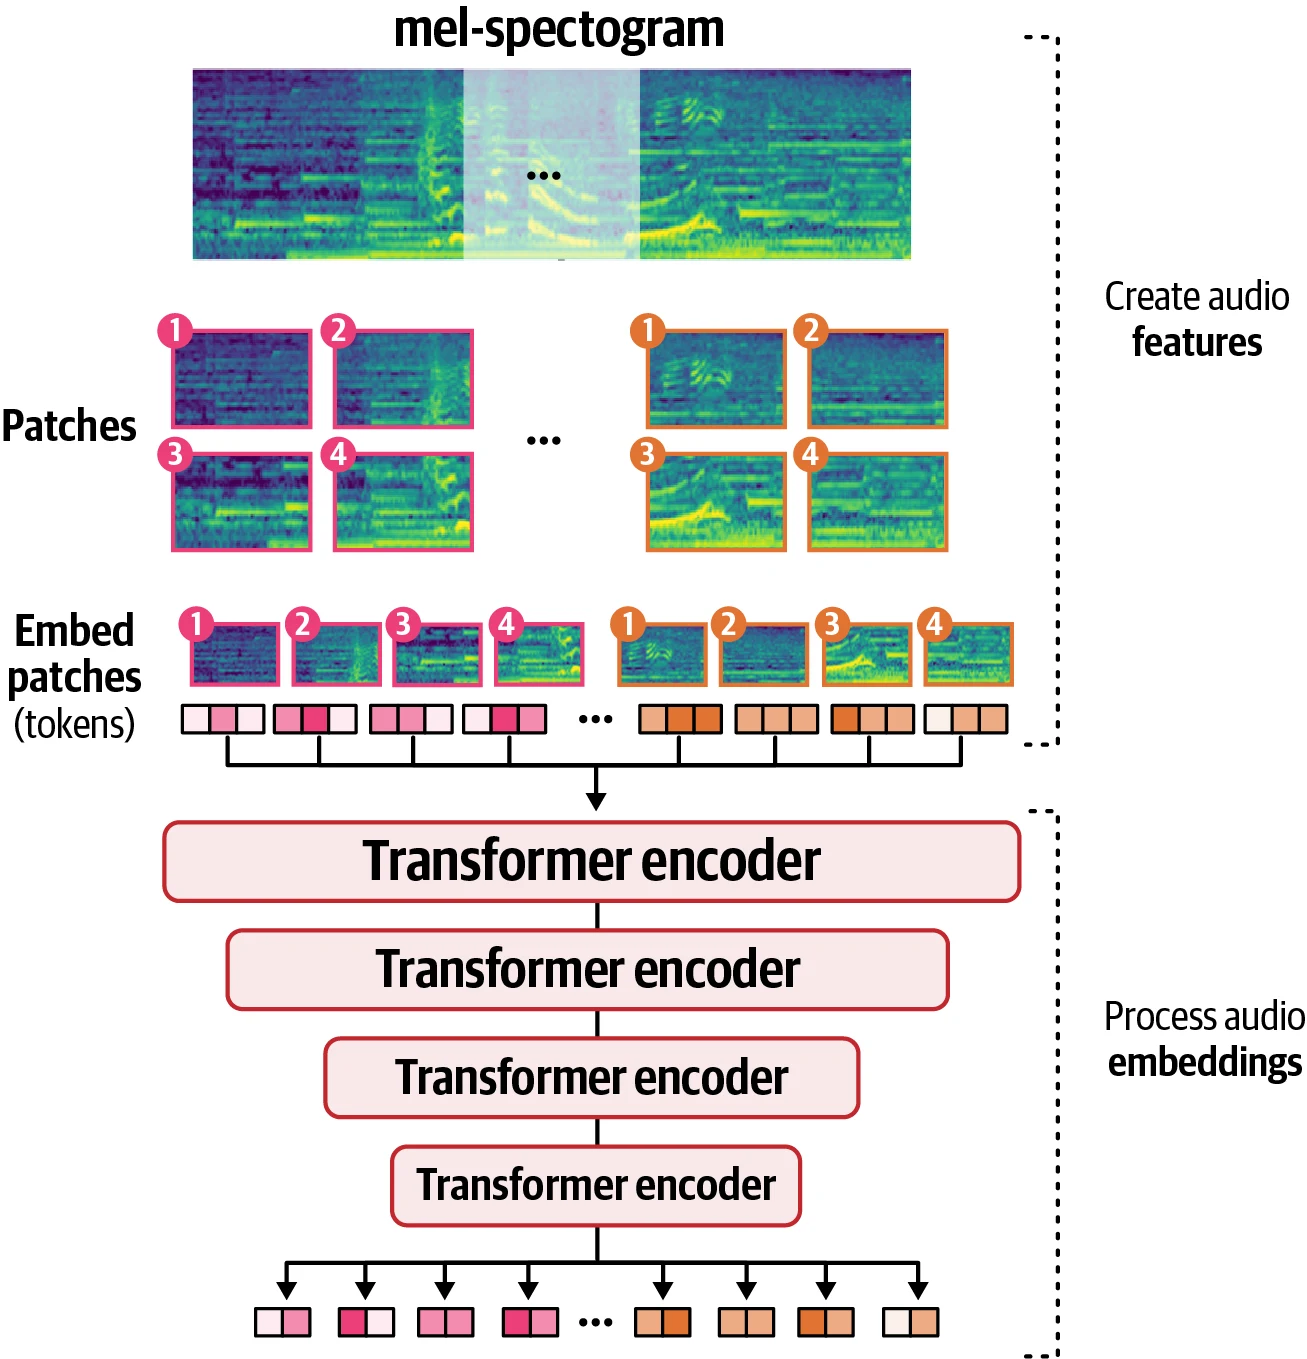 mel-spectogram
...
Create audio
features
1 2 1 2
Patches
...
3 4 3 4
Embed
patches
(tokens)
1 2 3 4 1 2 3 4
...
Transformer encoder
Transformer encoder
Transformer encoder
Transformer encoder
Process audio
embeddings
...